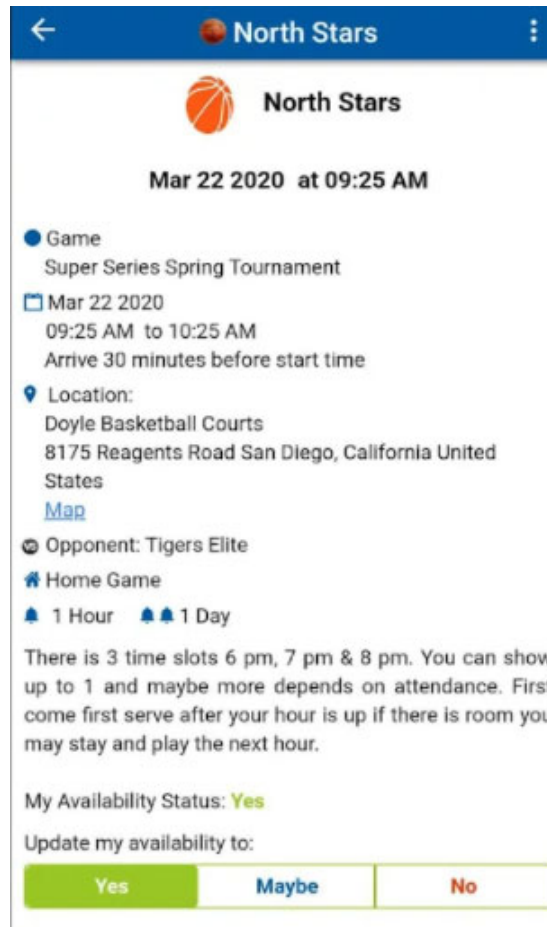 North Stars
North Stars
Mar 22 2020 at 09:25 AM
Game
Super Series Spring Tournament
Mar 22 2020
09:25 AM to 10:25 AM
Arrive 30 minutes before start time
Location:
Doyle Basketball Courts
8175 Reagents Road San Diego, California United
States
Map
Opponent: Tigers Elite
Home Game
1 Hour 1 Day
There is 3 time slots 6 pm, 7 pm & 8 pm. You can show
up to 1 and maybe more depends on attendance. First
come first serve after your hour is up if there is room you
may stay and play the next hour.
My Availability Status: Yes
Update my availability to:
Yes Maybe No